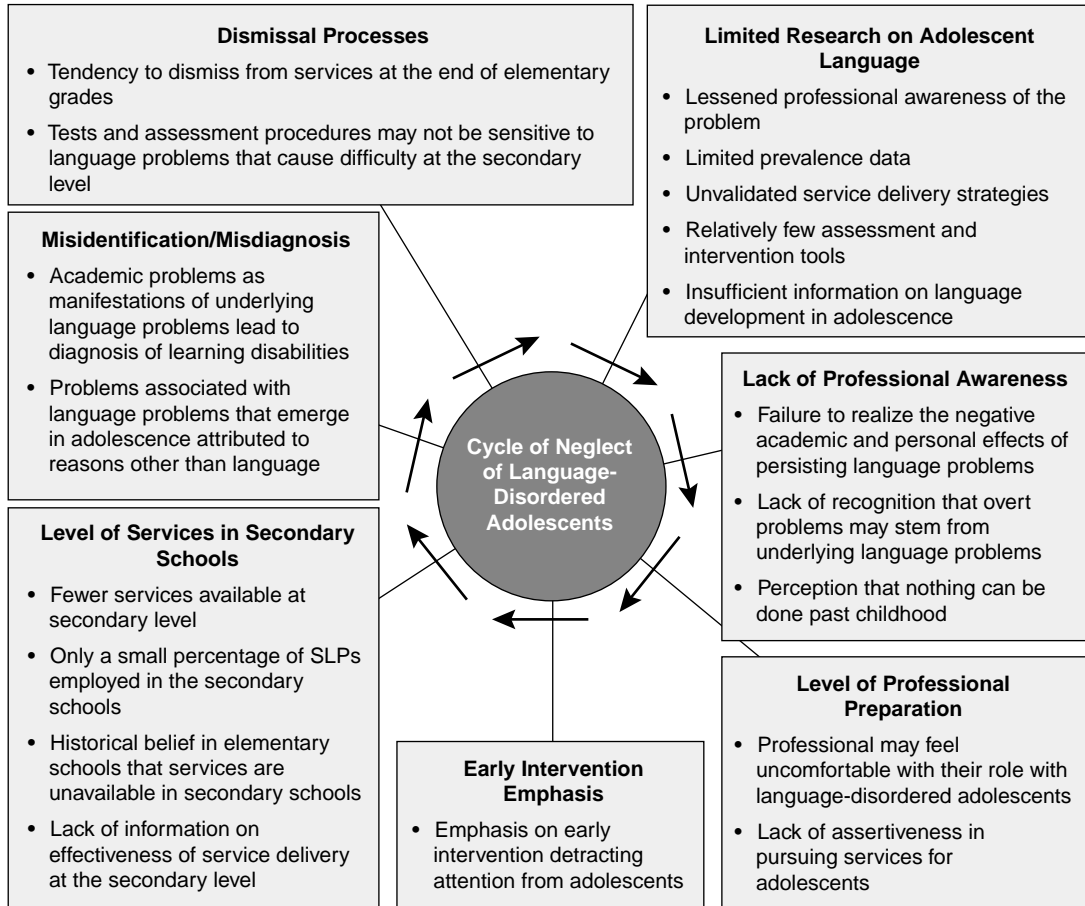 Dismissal Processes
• Tendency to dismiss from services at the end of elementary
grades
• Tests and assessment procedures may not be sensitive to
language problems that cause difficulty at the secondary
level
Limited Research on Adolescent
Language
• Lessened professional awareness of the
problem
• Limited prevalence data
• Unvalidated service delivery strategies
• Relatively few assessment and
intervention tools
• Insufficient information on language
development in adolescence
Misidentification/Misdiagnosis
• Academic problems as
manifestations of underlying
language problems lead to
diagnosis of learning disabilities
• Problems associated with
language problems that emerge
in adolescence attributed to
reasons other than language
Cycle of Neglect
of Language-
Disordered
Adolescents
Lack of Professional Awareness
• Failure to realize the negative
academic and personal effects of
persisting language problems
• Lack of recognition that overt
problems may stem from
underlying language problems
• Perception that nothing can be
done past childhood
Level of Services in Secondary
Schools
• Fewer services available at
secondary level
• Only a small percentage of SLPs
employed in the secondary
schools
• Historical belief in elementary
schools that services are
unavailable in secondary schools
• Lack of information on
effectiveness of service delivery
at the secondary level
Early Intervention
Emphasis
• Emphasis on early
intervention detracting
attention from adolescents
Level of Professional
Preparation
• Professional may feel
uncomfortable with their role with
language-disordered adolescents
• Lack of assertiveness in
pursuing services for
adolescents